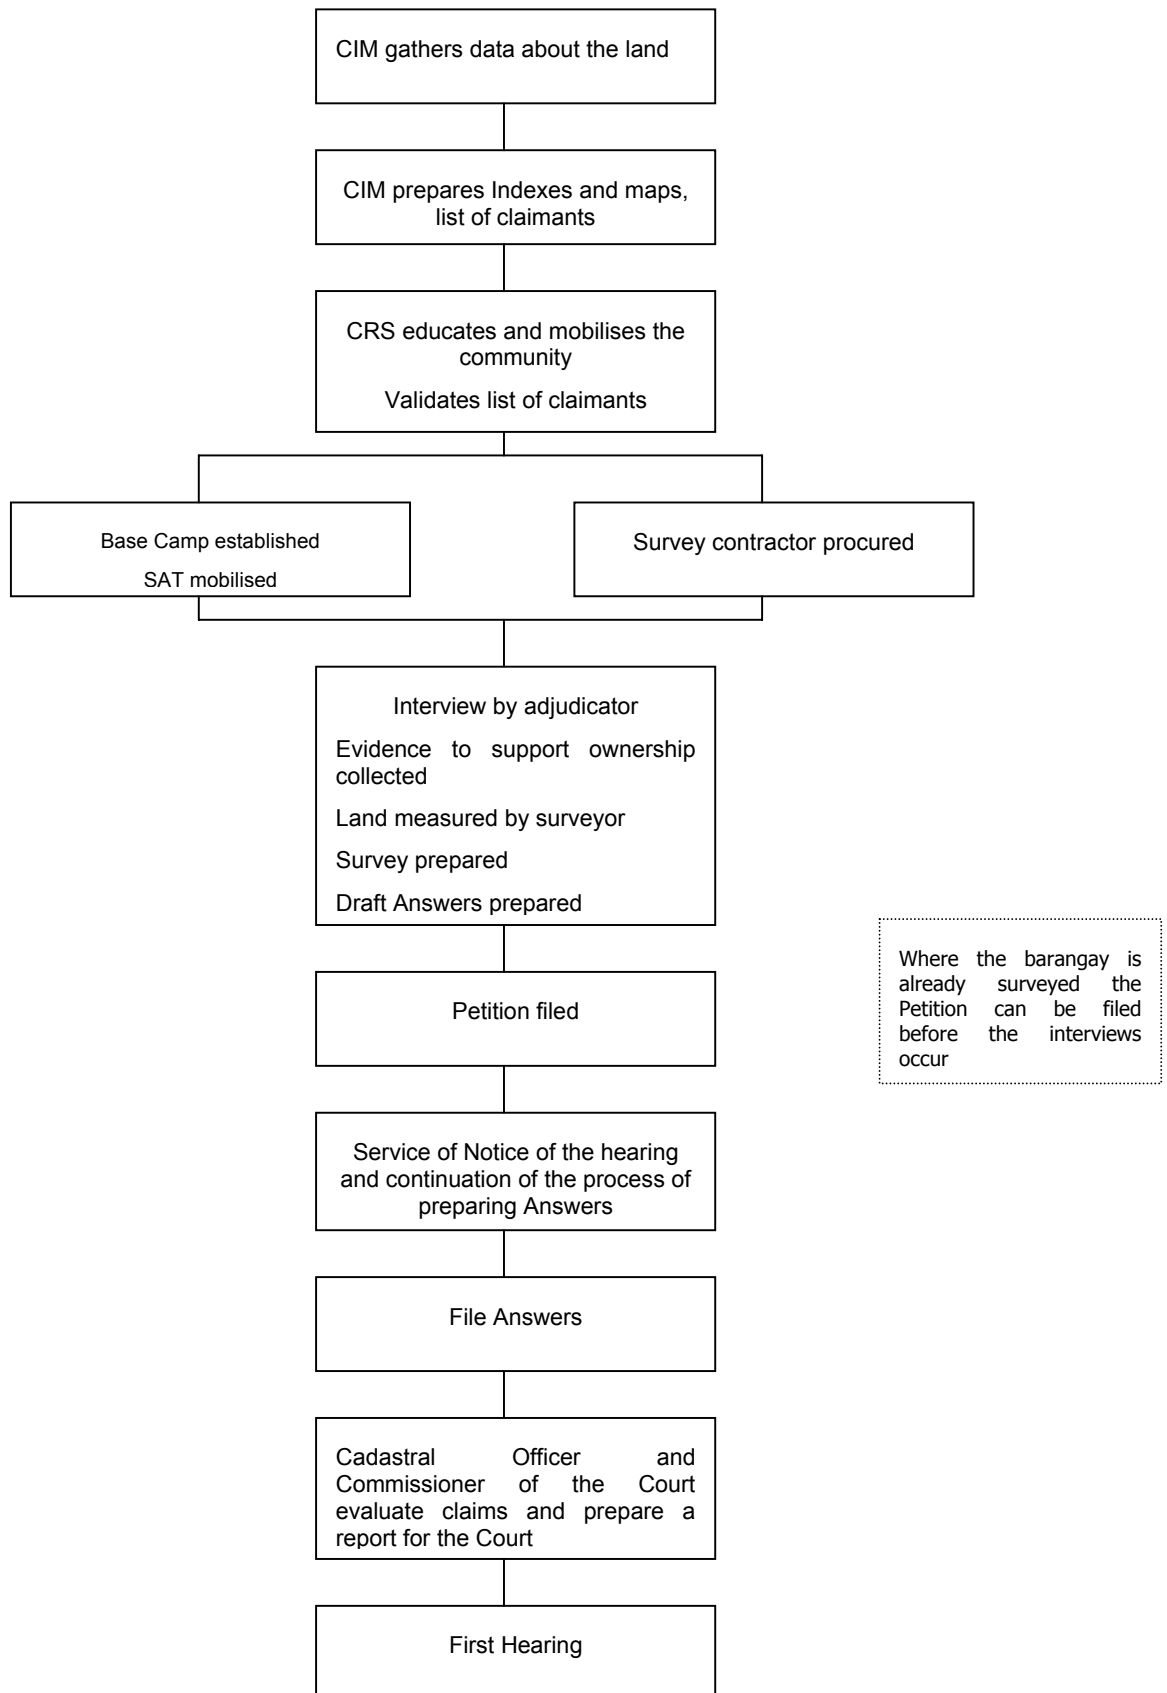 CIM gathers data about the land
CIM prepares Indexes and maps,
list of claimants
CRS educates and mobilises the
community
Validates list of claimants
Base Camp established
SAT mobilised
Survey contractor procured
Interview by adjudicator
Evidence to support ownership
collected
Land measured by surveyor
Survey prepared
Draft Answers prepared
Where the barangay is
already surveyed the
Petition can be filed
before the interviews
occur
Petition filed
Service of Notice of the hearing
and continuation of the process of
preparing Answers
File Answers
Cadastral Officer and
Commissioner of the Court
evaluate claims and prepare a
report for the Court
First Hearing